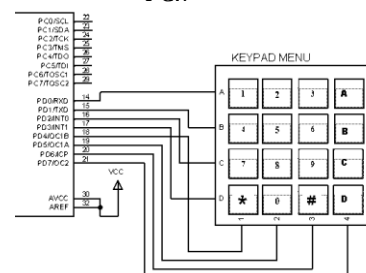 PC0/SCL 22
PC1/SDA 23
PC2/TCK 24
PC3/TMS 25
PC4/TDO 26
PC5/TDI 27
PC6/TOSC1 28
PC7/TOSC2 29
PD0/RXD 14
PD1/TXD 15
PD2/INT0 16
PD3/INT1 17
PD4/OC1B 18
PD5/OC1A 19
PD6/ICP 20
PD7/OC2 21
VCC
AVCC 30
AREF 32
KEYPAD MENU
A 1 2 3 A
B 4 5 6 B
C 7 8 9 C
D * 0 # D
1 2 3 4